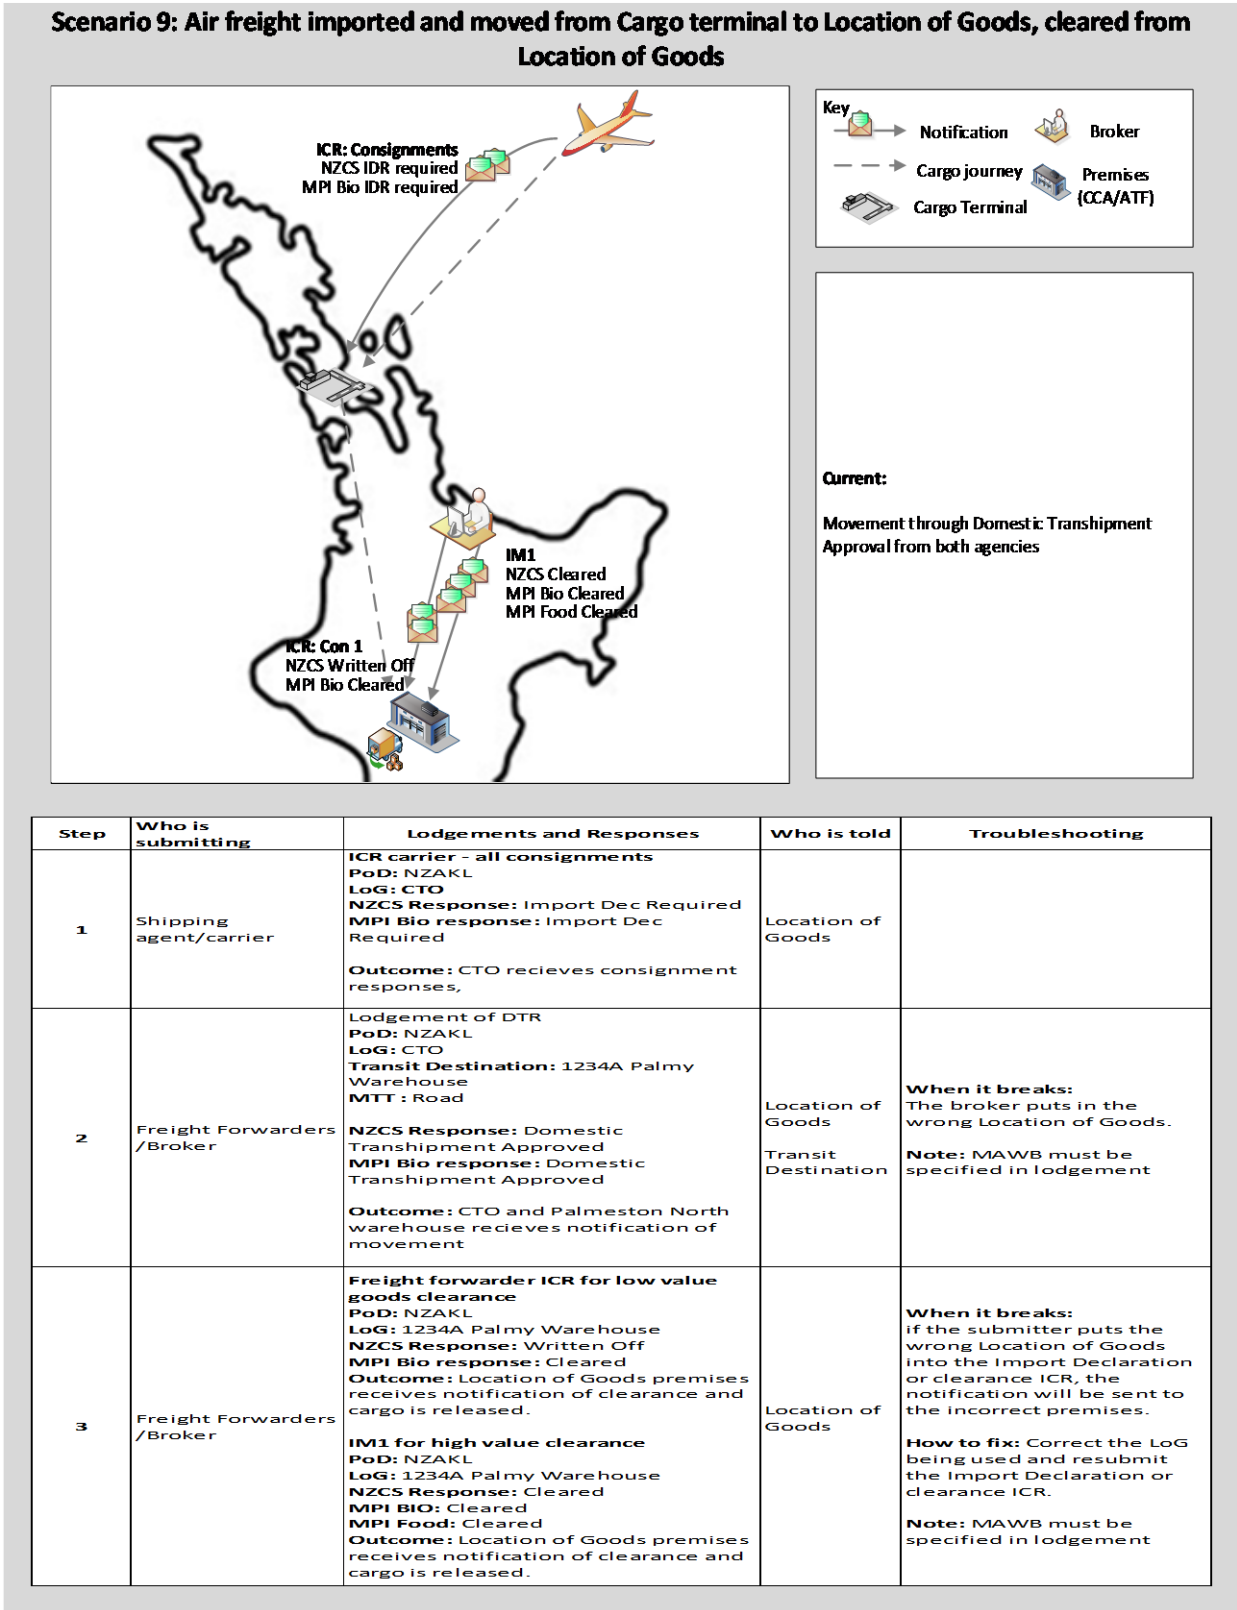 Scenario 9: Air freight imported and moved from Cargo terminal to Location of Goods, cleared from
Location of Goods
ICR: Consignments
NZCS IDR required
MPI Bio IDR required
IM1
NZCS Cleared
MPI Bio Cleared
MPI Food Cleared
ICR: Con 1
NZCS Written Off
MPI Bio Cleared
Key
Notification
Broker
Cargo journey
Premises
(CCA/ATF)
Cargo Terminal
Current:
Movement through Domestic Transhipment
Approval from both agencies
Step
Who is
submitting
Lodgements and Responses
Who is told
Troubleshooting
1
Shipping
agent/carrier
ICR carrier - all consignments
PoD: NZAKL
LoG: CTO
NZCS Response: Import Dec Required
MPI Bio response: Import Dec
Required
Outcome: CTO recieves consignment
responses,
Location of
Goods
2
Freight Forwarders
/Broker
Lodgement of DTR
PoD: NZAKL
LoG: CTO
Transit Destination: 1234A Palmy
Warehouse
MTT : Road
NZCS Response: Domestic
Transhipment Approved
MPI Bio response: Domestic
Transhipment Approved
Outcome: CTO and Palmeston North
warehouse recieves notification of
movement
Location of
Goods
Transit
Destination
When it breaks:
The broker puts in the
wrong Location of Goods.
Note: MAWB must be
specified in lodgement
3
Freight Forwarders
/Broker
Freight forwarder ICR for low value
goods clearance
PoD: NZAKL
LoG: 1234A Palmy Warehouse
NZCS Response: Written Off
MPI Bio response: Cleared
Outcome: Location of Goods premises
receives notification of clearance and
cargo is released.
IM1 for high value clearance
PoD: NZAKL
LoG: 1234A Palmy Warehouse
NZCS Response: Cleared
MPI BIO: Cleared
MPI Food: Cleared
Outcome: Location of Goods premises
receives notification of clearance and
cargo is released.
Location of
Goods
When it breaks:
if the submitter puts the
wrong Location of Goods
into the Import Declaration
or clearance ICR, the
notification will be sent to
the incorrect premises.
How to fix: Correct the LoG
being used and resubmit
the Import Declaration or
clearance ICR.
Note: MAWB must be
specified in lodgement